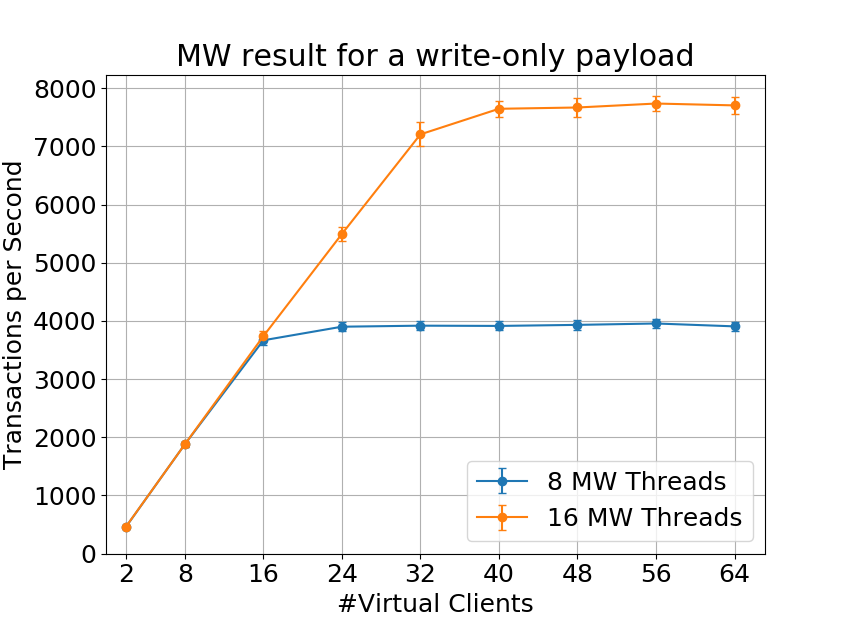 MW result for a write-only payload
8000
7000
6000
5000
4000
3000
2000
1000
0
Transactions per Second
8 MW Threads
16 MW Threads
2 8 16 24 32 40 48 56 64
#Virtual Clients